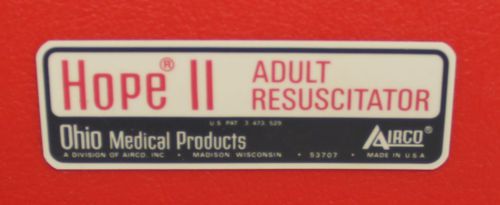 Hope® II ADULT RESUSCITATOR
U.S. PAT. 3,473,529
Ohio Medical Products AIRCO®
A DIVISION OF AIRCO, INC. • MADISON, WISCONSIN • 53707 • MADE IN U.S.A.